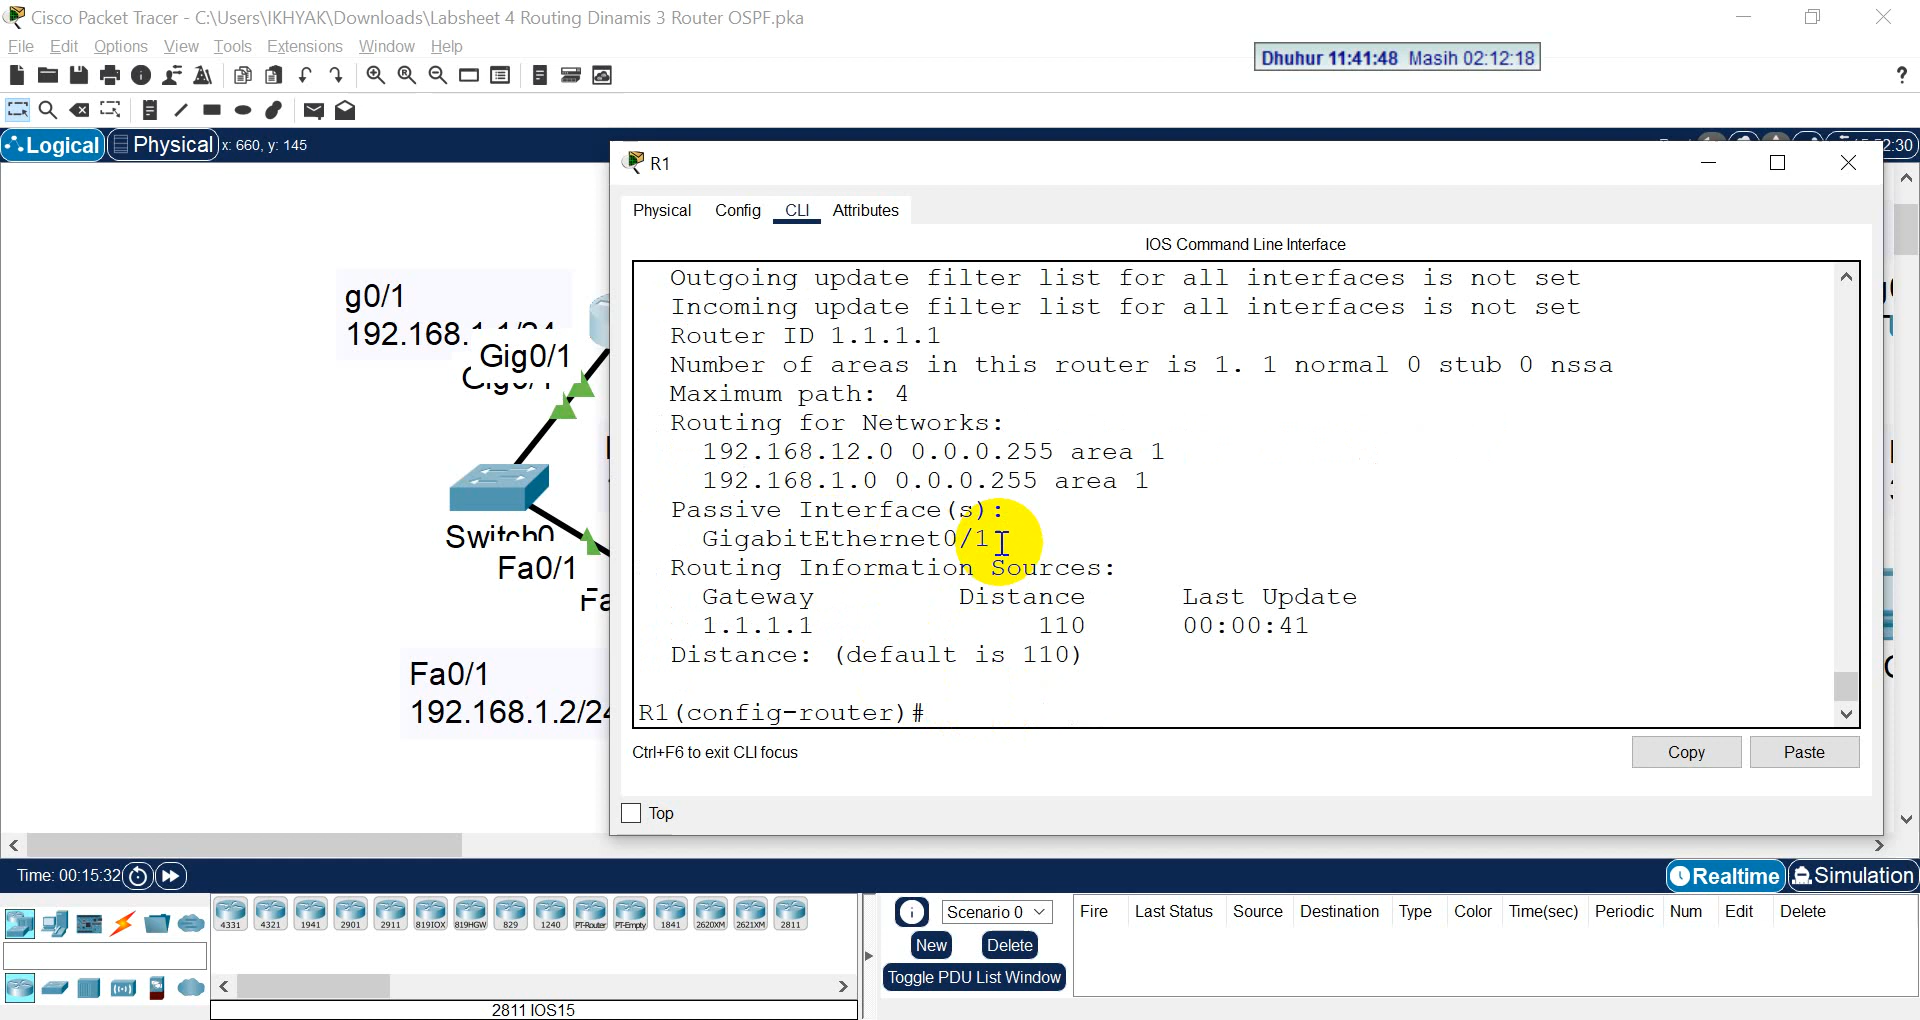 Cisco Packet Tracer - C:\Users\IKHYAK\Downloads\Labsheet 4 Routing Dinamis 3 Router OSPF.pka
File Edit Options View Tools Extensions Window Help
Dhuhur 11:41:48 Masih 02:12:18
?
Logical Physical x: 660, y: 145
2:30
R1
Physical Config CLI Attributes
IOS Command Line Interface
Outgoing update filter list for all interfaces is not set
Incoming update filter list for all interfaces is not set
Router ID 1.1.1.1
Number of areas in this router is 1. 1 normal 0 stub 0 nssa
Maximum path: 4
Routing for Networks:
192.168.12.0 0.0.0.255 area 1
192.168.1.0 0.0.0.255 area 1
Passive Interface(s):
GigabitEthernet0/1
Routing Information Sources:
Gateway Distance Last Update
1.1.1.1 110 00:00:41
Distance: (default is 110)
R1(config-router)#
Ctrl+F6 to exit CLI focus
Copy Paste
Top
g0/1
192.168.1.1/24
Gig0/1
Gig0/1
Switch0
Fa0/1
Fa
Fa0/1
192.168.1.2/24
Time: 00:15:32
Realtime Simulation
4331 4321 1941 2901 2911 819IOX 819HGW 829 1240 PT-Router PT-Empty 1841 2620XM 2621XM 2811
2811 IOS15
Scenario 0
New Delete
Toggle PDU List Window
Fire Last Status Source Destination Type Color Time(sec) Periodic Num Edit Delete